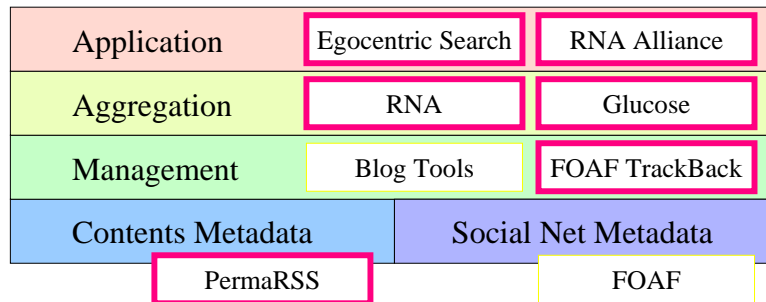 Application
Egocentric Search
RNA Alliance
Aggregation
RNA
Glucose
Management
Blog Tools
FOAF TrackBack
Contents Metadata
Social Net Metadata
PermaRSS
FOAF